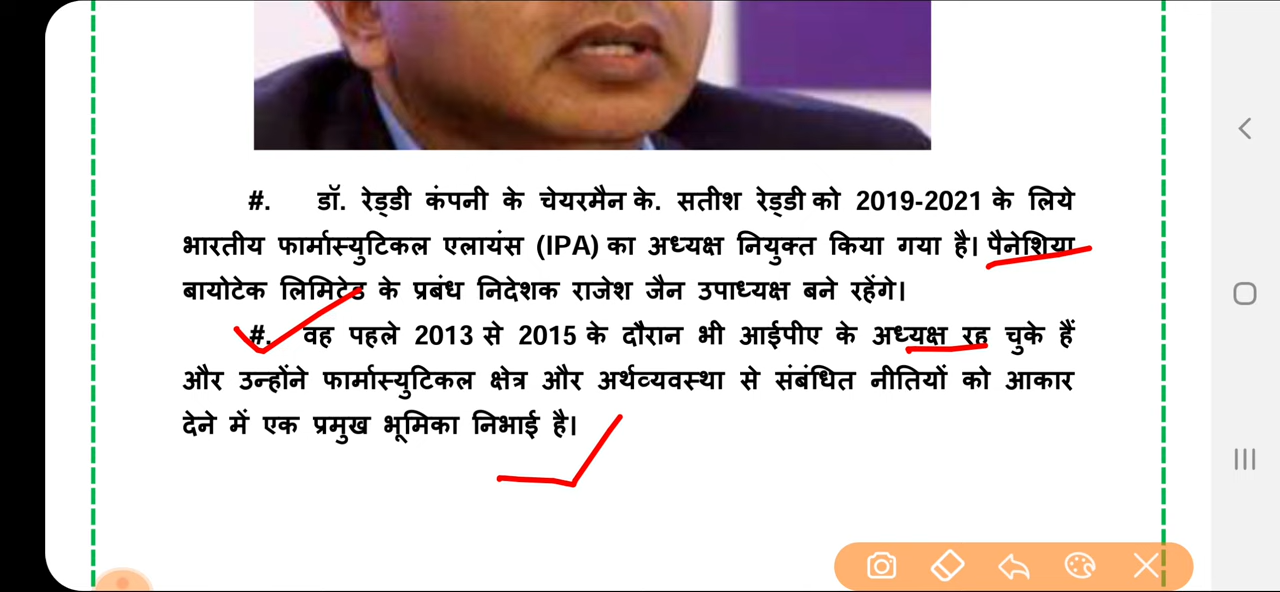 #. डॉ. रेड्डी कंपनी के चेयरमैन के. सतीश रेड्डी को 2019-2021 के लिये
भारतीय फार्मास्युटिकल एलायंस (IPA) का अध्यक्ष नियुक्त किया गया है। पैनेशिया
बायोटेक लिमिटेड के प्रबंध निदेशक राजेश जैन उपाध्यक्ष बने रहेंगे।
#. वह पहले 2013 से 2015 के दौरान भी आईपीए के अध्यक्ष रह चुके हैं
और उन्होंने फार्मास्युटिकल क्षेत्र और अर्थव्यवस्था से संबंधित नीतियों को आकार
देने में एक प्रमुख भूमिका निभाई है।